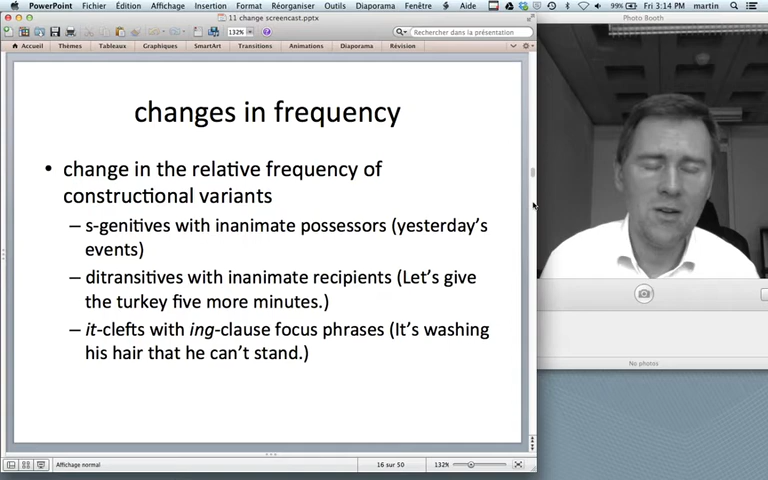 PowerPoint Fichier Édition Affichage Insertion Format Réorganiser Outils Diaporama Fenêtre Aide 99% Fri 3:14 PM martin
11 change screencast.pptx
Photo Booth
132% Rechercher dans la présentation
Accueil Thèmes Tableaux Graphiques SmartArt Transitions Animations Diaporama Révision
changes in frequency
• change in the relative frequency of
constructional variants
– s-genitives with inanimate possessors (yesterday's
events)
– ditransitives with inanimate recipients (Let's give
the turkey five more minutes.)
– it-clefts with ing-clause focus phrases (It's washing
his hair that he can't stand.)
No photos
Affichage normal 16 sur 50 132%